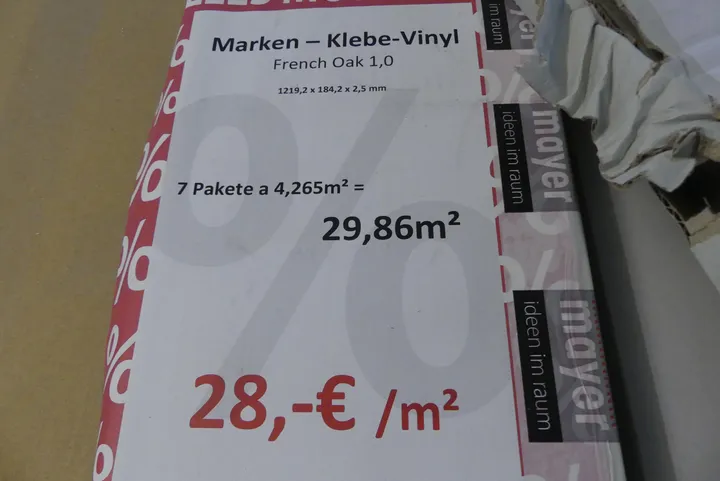 Marken – Klebe-Vinyl
French Oak 1,0
1219,2 x 184,2 x 2,5 mm
7 Pakete a 4,265m² =
29,86m²
28,-€ /m²
%
mayer
ideen im raum
mayer
ideen im raum
mayer
ideen im raum